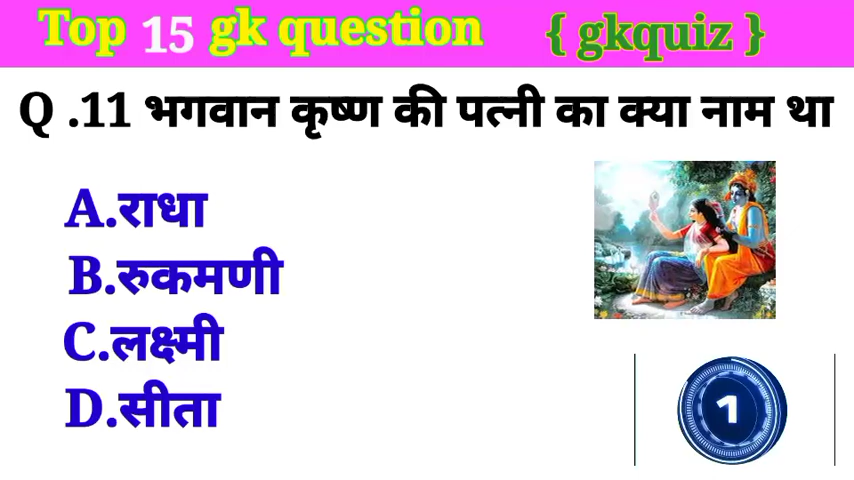 Top 15 gk question { gkquiz }
Q .11 भगवान कृष्ण की पत्नी का क्या नाम था
A.राधा
B.रुकमणी
C.लक्ष्मी
D.सीता
1